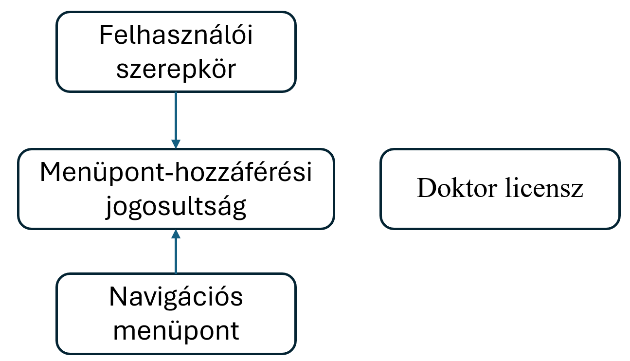 Felhasználói
szerepkör
Menüpont-hozzáférési
jogosultság
Doktor licensz
Navigációs
menüpont